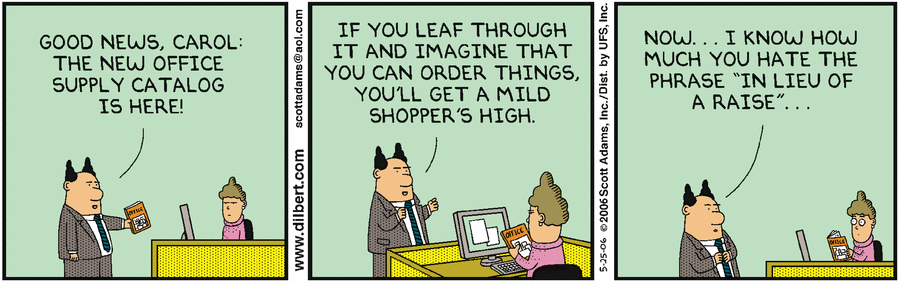 GOOD NEWS, CAROL:
THE NEW OFFICE
SUPPLY CATALOG
IS HERE!
OFFICE
www.dilbert.com
scottadams@aol.com
IF YOU LEAF THROUGH
IT AND IMAGINE THAT
YOU CAN ORDER THINGS,
YOU'LL GET A MILD
SHOPPER'S HIGH.
OFFICE
5-25-06 ©2006 Scott Adams, Inc./Dist. by UFS, Inc.
NOW... I KNOW HOW
MUCH YOU HATE THE
PHRASE "IN LIEU OF
A RAISE"...
OFFICE